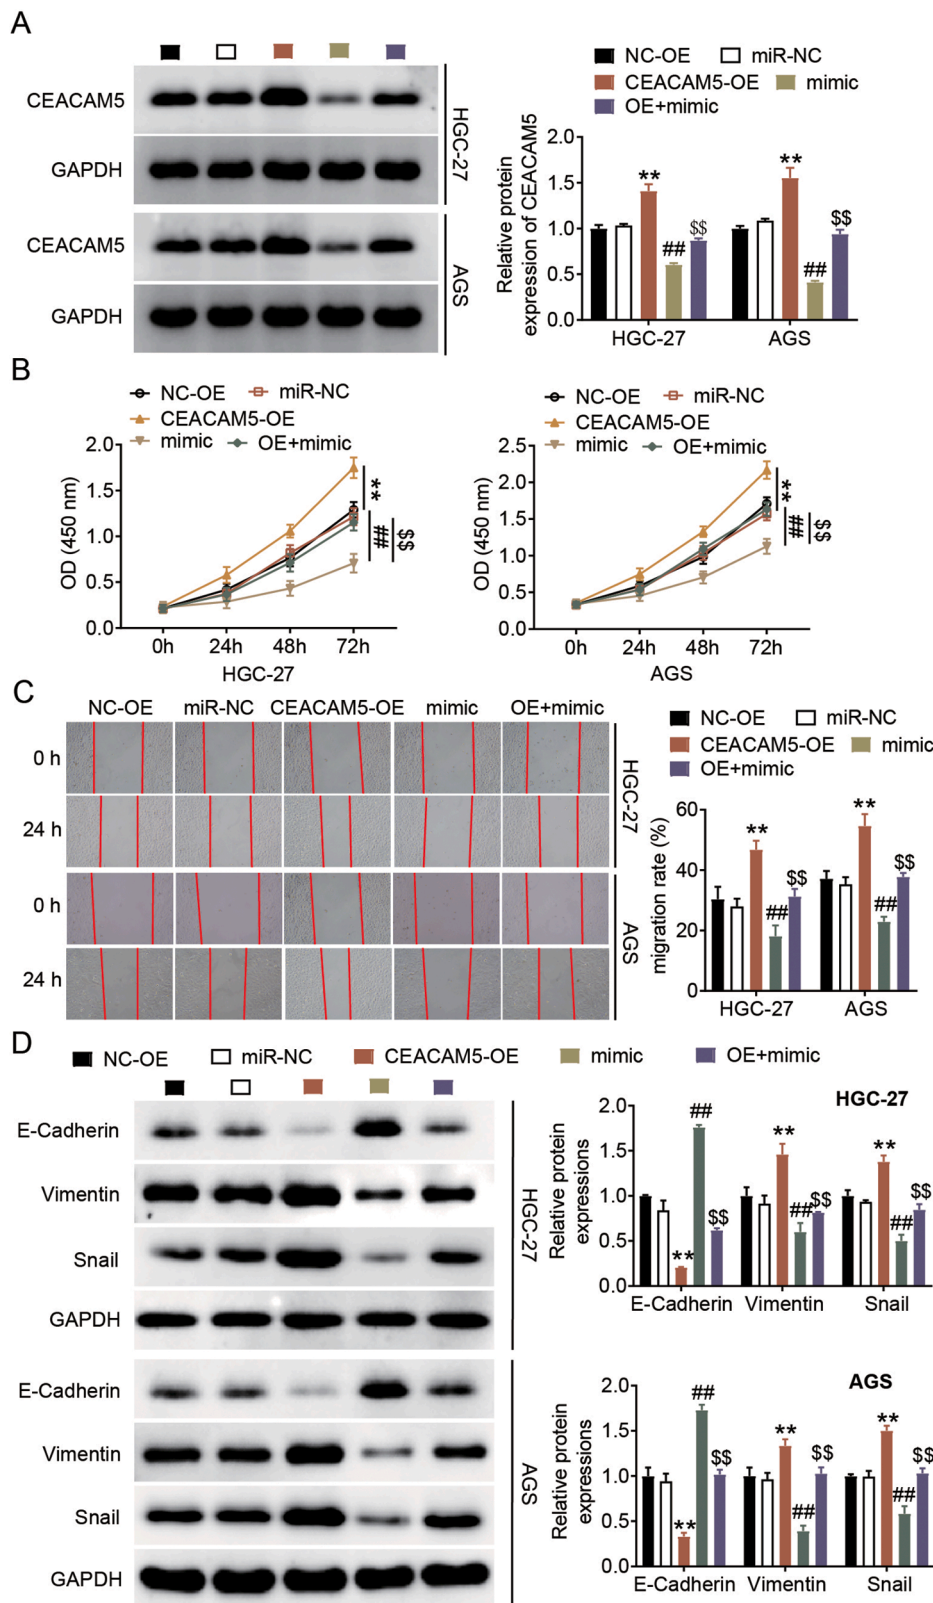 A
CEACAM5
GAPDH
HGC-27
CEACAM5
GAPDH
AGS
NC-OE miR-NC
CEACAM5-OE mimic
OE+mimic
Relative protein
expression of CEACAM5
2.0
1.5
1.0
0.5
0.0
** ## $$
** ## $$
HGC-27 AGS
B
NC-OE miR-NC
CEACAM5-OE
mimic OE+mimic
OD (450 nm)
2.0
1.5
1.0
0.5
0.0
** ## $$
0h 24h 48h 72h
HGC-27
NC-OE miR-NC
CEACAM5-OE
mimic OE+mimic
OD (450 nm)
2.5
2.0
1.5
1.0
0.5
0.0
** ## $$
0h 24h 48h 72h
AGS
C
NC-OE miR-NC CEACAM5-OE mimic OE+mimic
0 h
24 h
HGC-27
0 h
24 h
AGS
NC-OE miR-NC
CEACAM5-OE mimic
OE+mimic
migration rate (%)
60
40
20
0
** ## $$
** ## $$
HGC-27 AGS
D
NC-OE miR-NC CEACAM5-OE mimic OE+mimic
E-Cadherin
Vimentin
Snail
GAPDH
HGC-27
E-Cadherin
Vimentin
Snail
GAPDH
AGS
HGC-27
Relative protein
expressions
2.0
1.5
1.0
0.5
0.0
** ## $$
** ## $$
** ## $$
E-Cadherin Vimentin Snail
AGS
Relative protein
expressions
2.0
1.5
1.0
0.5
0.0
** ## $$
** ## $$
** ## $$
E-Cadherin Vimentin Snail